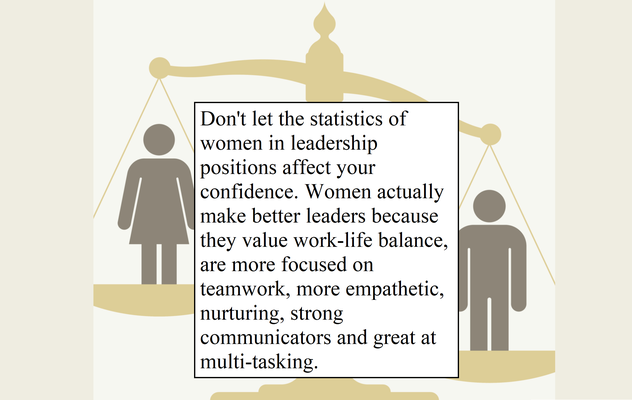 Don't let the statistics of
women in leadership
positions affect your
confidence. Women actually
make better leaders because
they value work-life balance,
are more focused on
teamwork, more empathetic,
nurturing, strong
communicators and great at
multi-tasking.